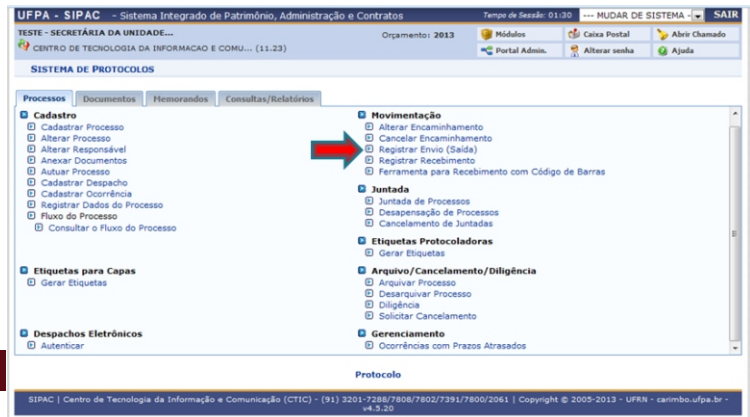 UFPA - SIPAC - Sistema Integrado de Patrimônio, Administração e Contratos
Tempo de Sessão: 01:30
--- MUDAR DE SISTEMA -
SAIR
TESTE - SECRETÁRIA DA UNIDADE...
Orçamento: 2013
Módulos
Caixa Postal
Abrir Chamado
CENTRO DE TECNOLOGIA DA INFORMACAO E COMU... (11.23)
Portal Admin.
Alterar senha
Ajuda
SISTEMA DE PROTOCOLOS
Processos
Documentos
Memorandos
Consultas/Relatórios
Cadastro
Cadastrar Processo
Alterar Processo
Alterar Responsável
Anexar Documentos
Autuar Processo
Cadastrar Despacho
Cadastrar Ocorrência
Registrar Dados do Processo
Fluxo do Processo
Consultar o Fluxo do Processo
Etiquetas para Capas
Gerar Etiquetas
Despachos Eletrônicos
Autenticar
Movimentação
Alterar Encaminhamento
Cancelar Encaminhamento
Registrar Envio (Saída)
Registrar Recebimento
Ferramenta para Recebimento com Código de Barras
Juntada
Juntada de Processos
Desapensação de Processos
Cancelamento de Juntadas
Etiquetas Protocoladoras
Gerar Etiquetas
Arquivo/Cancelamento/Diligência
Arquivar Processo
Desarquivar Processo
Diligência
Solicitar Cancelamento
Gerenciamento
Ocorrências com Prazos Atrasados
Protocolo
SIPAC | Centro de Tecnologia da Informação e Comunicação (CTIC) - (91) 3201-7288/7808/7802/7391/7800/2061 | Copyright © 2005-2013 - UFRN - carimbo.ufpa.br -
v4.5.20